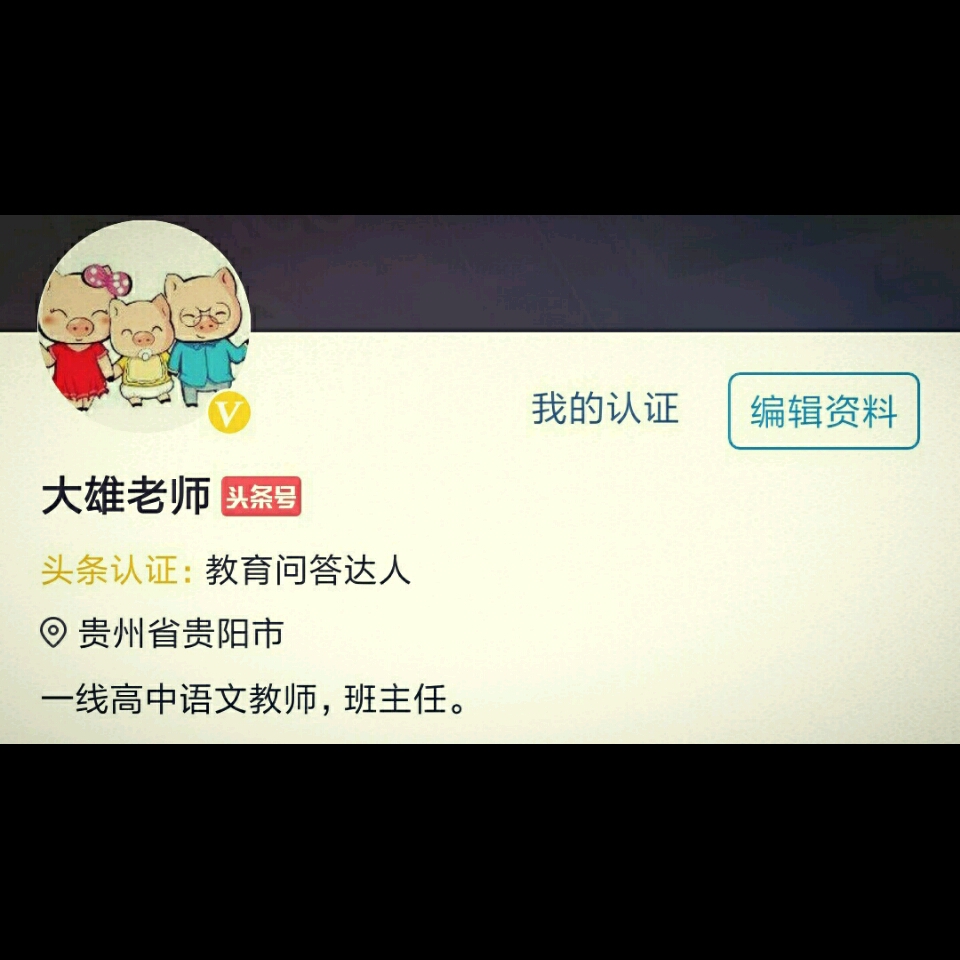 我的认证 编辑资料
大雄老师 头条号
头条认证：教育问答达人
贵州省贵阳市
一线高中语文教师，班主任。